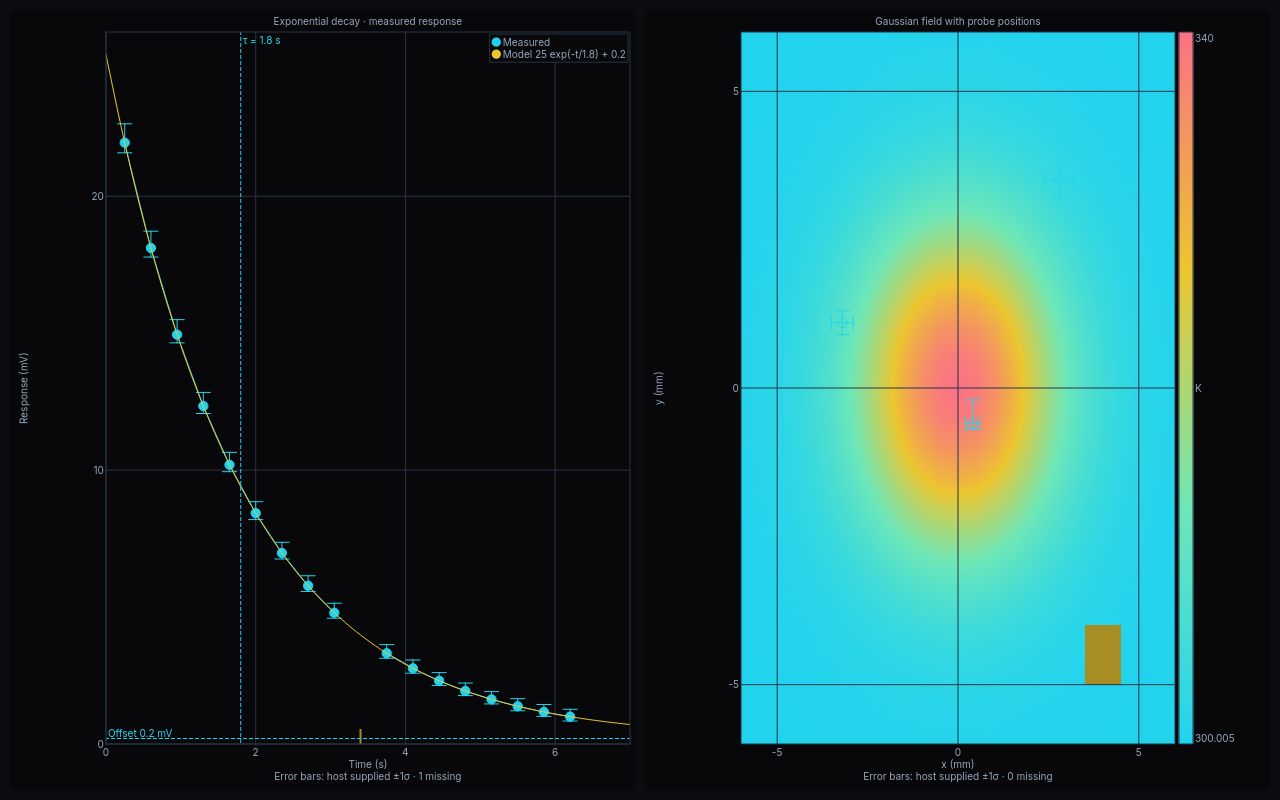 Exponential decay · measured response
τ = 1.8 s
Measured
Model 25 exp(-t/1.8) + 0.2
Response (mV)
20
10
0
Offset 0.2 mV
0 2 4 6
Time (s)
Error bars: host supplied ±1σ · 1 missing
Gaussian field with probe positions
340
K
300.005
y (mm)
5
0
-5
-5 0 5
x (mm)
Error bars: host supplied ±1σ · 0 missing